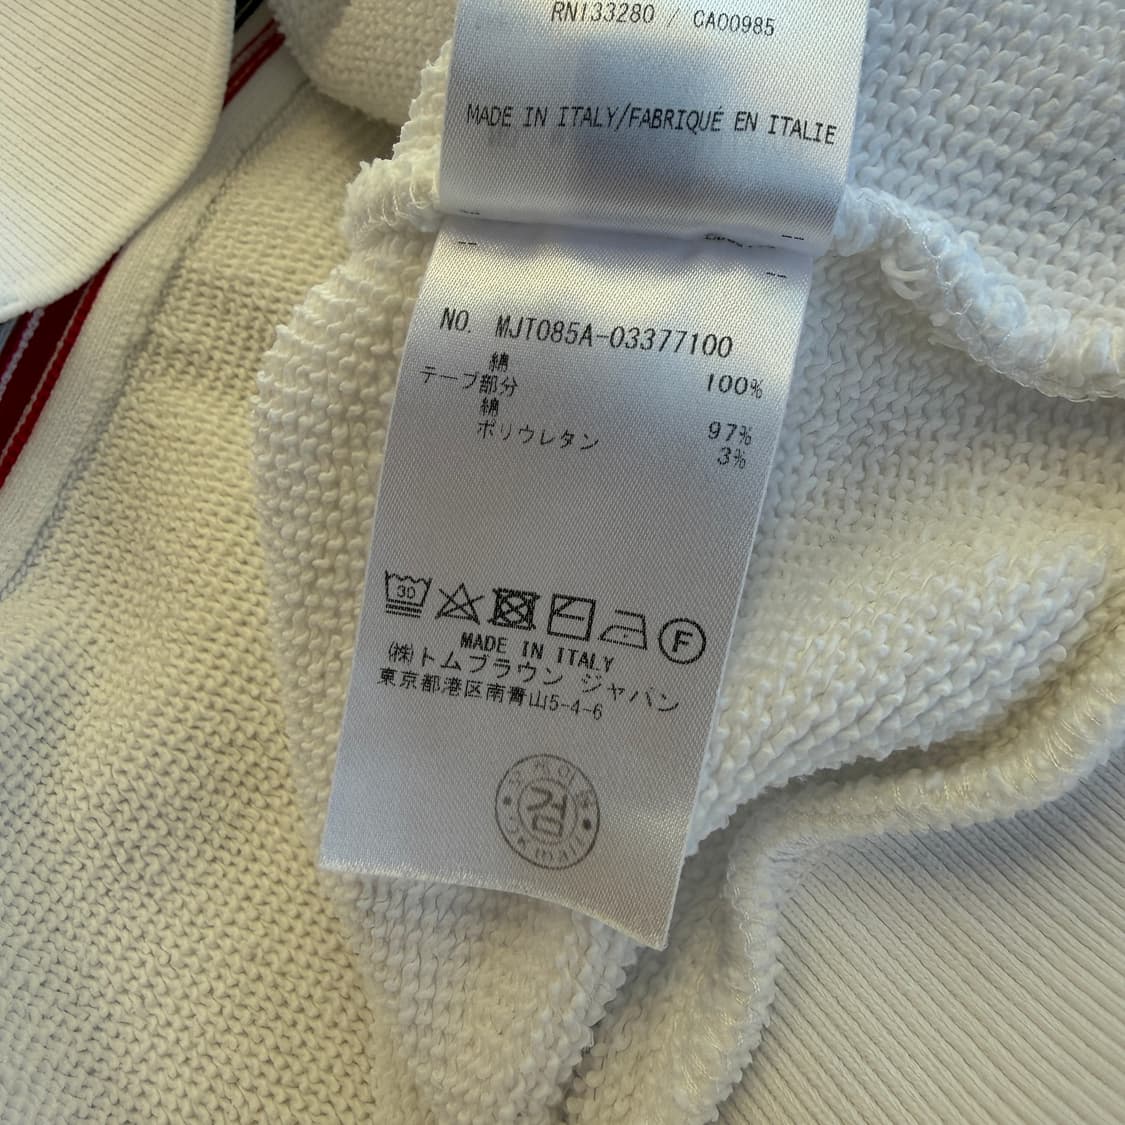 RN133280 / CA00985
MADE IN ITALY/FABRIQUÉ EN ITALIE
NO. MJT085A-03377100
綿 100%
テープ部分
綿 97%
ポリウレタン 3%
30
F
MADE IN ITALY
(株)トムブラウン ジャパン
東京都港区南青山5-4-6
검